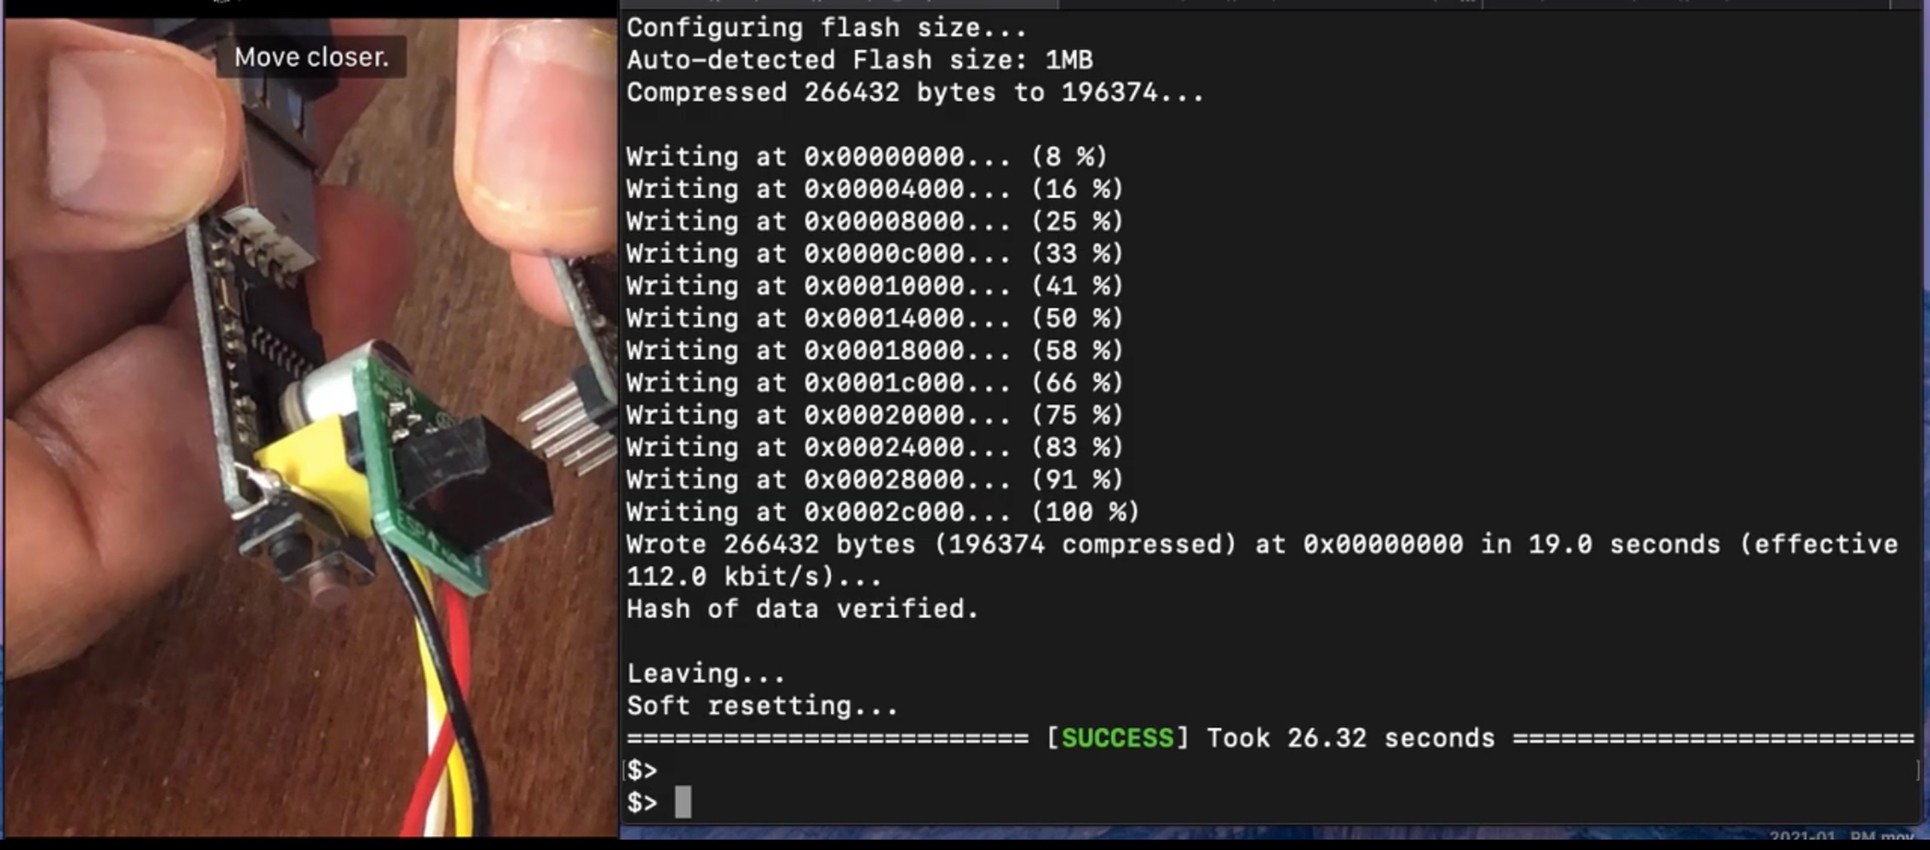 Move closer.
Configuring flash size...
Auto-detected Flash size: 1MB
Compressed 266432 bytes to 196374...
Writing at 0x00000000... (8 %)
Writing at 0x00004000... (16 %)
Writing at 0x00008000... (25 %)
Writing at 0x0000c000... (33 %)
Writing at 0x00010000... (41 %)
Writing at 0x00014000... (50 %)
Writing at 0x00018000... (58 %)
Writing at 0x0001c000... (66 %)
Writing at 0x00020000... (75 %)
Writing at 0x00024000... (83 %)
Writing at 0x00028000... (91 %)
Writing at 0x0002c000... (100 %)
Wrote 266432 bytes (196374 compressed) at 0x00000000 in 19.0 seconds (effective
112.0 kbit/s)...
Hash of data verified.
Leaving...
Soft resetting...
========================= [SUCCESS] Took 26.32 seconds =========================
$>
$>
2021-01 PM.mov